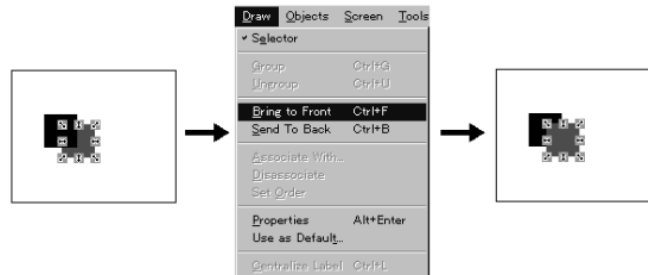 Draw Objects Screen Tools
✓ Selector
Group Ctrl+G
Ungroup Ctrl+U
Bring to Front Ctrl+F
Send To Back Ctrl+B
Associate With...
Disassociate
Set Order
Properties Alt+Enter
Use as Default...
Centralize Label Ctrl+L